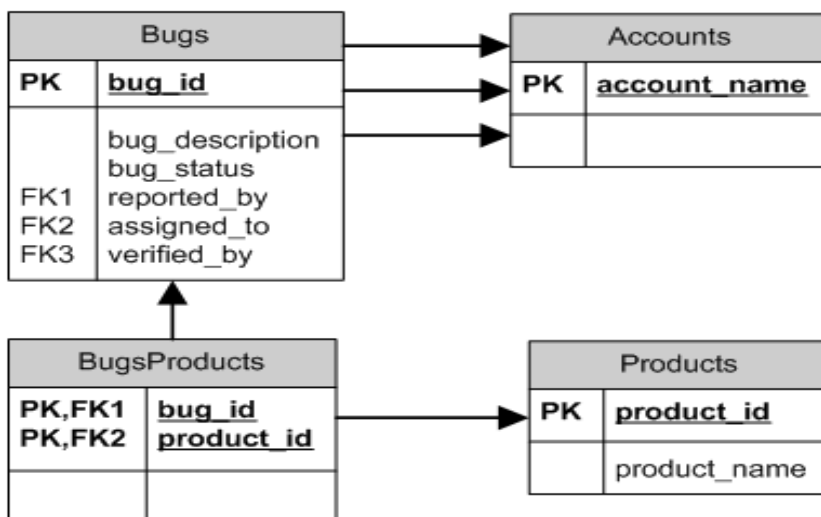 Bugs
PK bug_id
bug_description
bug_status
FK1 reported_by
FK2 assigned_to
FK3 verified_by
Accounts
PK account_name
BugsProducts
PK,FK1 bug_id
PK,FK2 product_id
Products
PK product_id
product_name